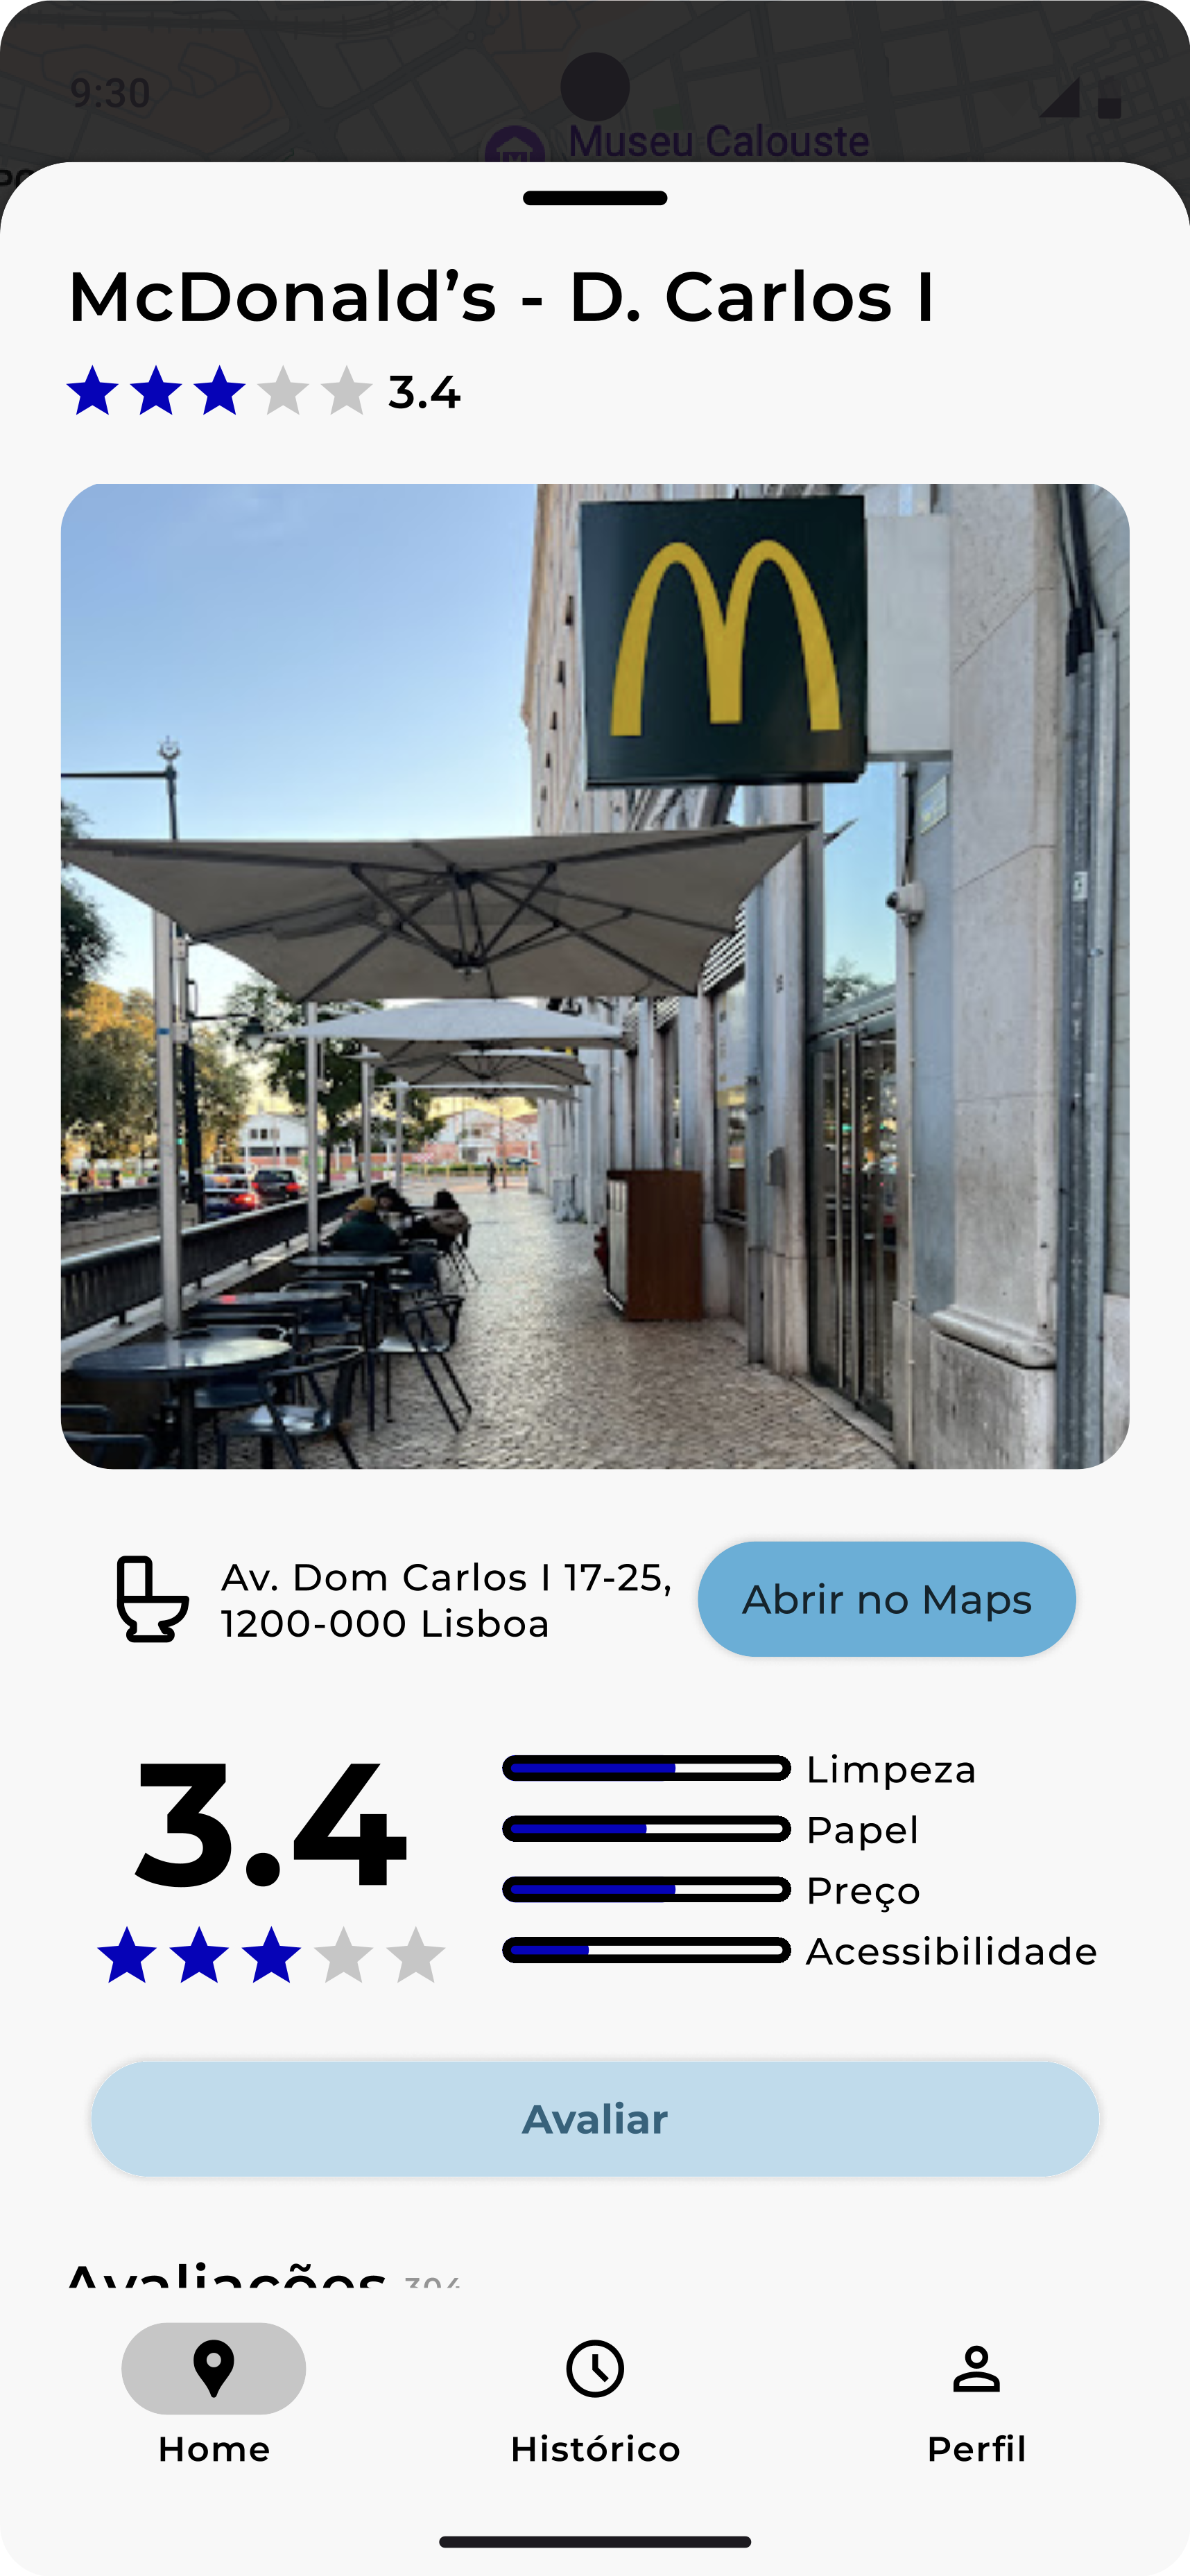 9:30
Museu Calouste
McDonald’s - D. Carlos I
3.4
Av. Dom Carlos I 17-25,
1200-000 Lisboa
Abrir no Maps
3.4
Limpeza
Papel
Preço
Acessibilidade
Avaliar
Avaliações
Home
Histórico
Perfil